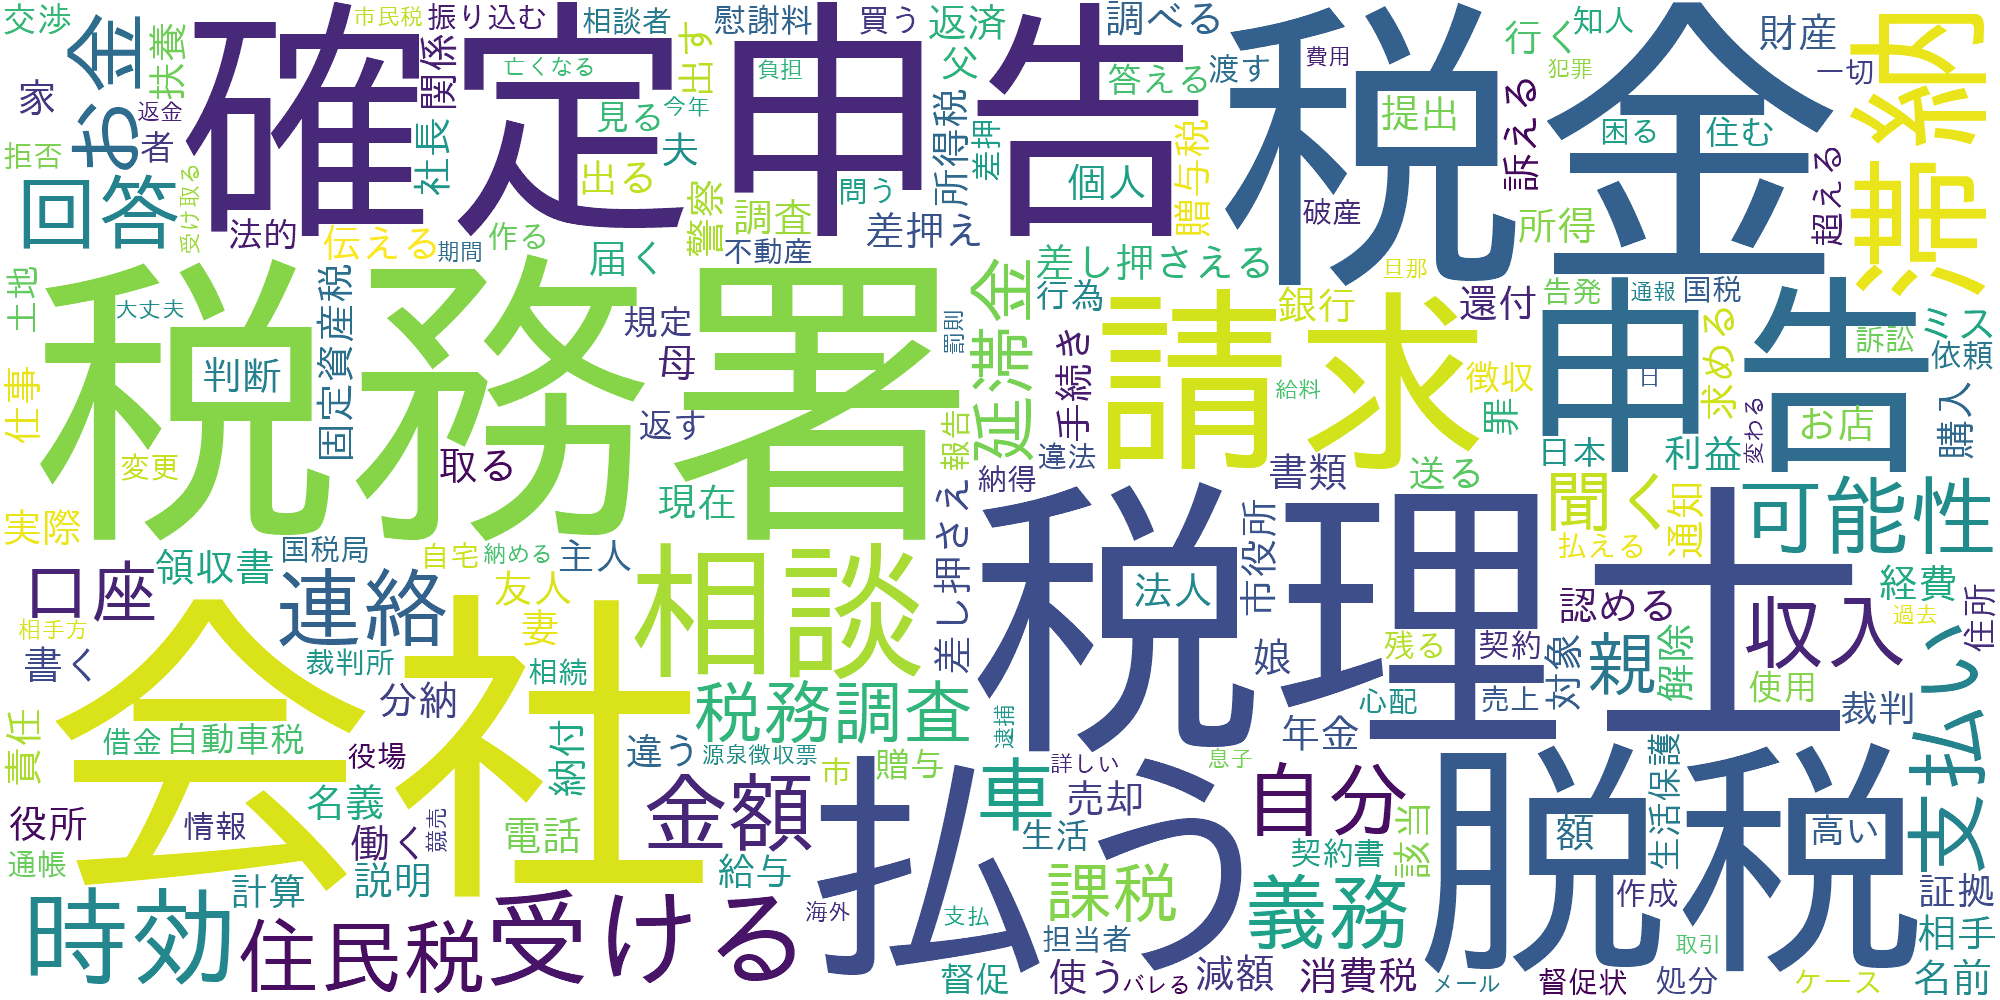 交渉
市民税
振り込む
相談者
慰謝料
買う
返済
調べる
行く
知人
財産
滞納
お金
扶養
確定申告
関係
亡くなる
出す
負担
父
答える
渡す
費用
税金
犯罪
一切
家
返金
者
拒否
受け取る
回答
社長
見る
今年
夫
出る
問う
警察
調査
所得税
差押
個人
贈与税
提出
破産
訴える
困る
住む
超える
所得
法的
伝える
期間
作る
届く
不動産
差押え
差し押さえる
日那
行為
銀行
還付
告発
通報
国税
土地
大丈夫
税務署
判断
固定資産税
規定
母
罰則
延滞金
手続き
請求
給料
徴収
罪
申告
日
求める
訴訟
ミス
依頼
仕事
変更
取る
返す
報告
違法
納得
書類
送る
日本
利益
変わる
お店
購入
実際
現在
国税局
自宅
納める
主人
差し押さえ
市役所
聞く
払える
通知
可能性
口座
領収書
連絡
友人
妻
相談
税理士
法人
認める
収入
経費
過去
住所
相手方
書く
裁判所
分納
相続
娘
残る
契約
心配
売上
対象
親
解除
使用
裁判
会社
責任
借金
自動車税
役場
納付
違う
源泉徴収票
税務調査
市
贈与
逮捕
車
詳しい
年金
息子
生活保護
支払い
役所
情報
名義
働く
競売
電話
金額
払う
売却
自分
脱税
額
高い
通帳
計算
説明
給与
海外
支払
生活
契約書
該当
課税
義務
作成
証拠
時効
住民税
受ける
督促
担当者
使う
バレる
減額
消費税
メール
督促状
取引
処分
ケース
相手
名前